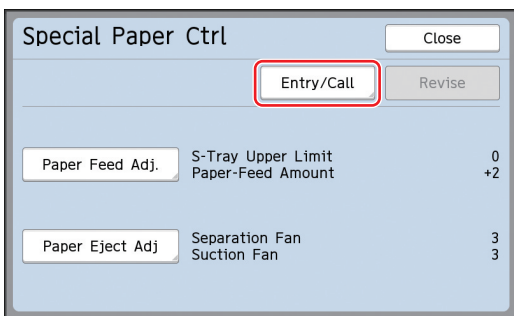 Special Paper Ctrl
Close
Entry/Call
Revise
Paper Feed Adj.
S-Tray Upper Limit 0
Paper-Feed Amount +2
Paper Eject Adj
Separation Fan 3
Suction Fan 3